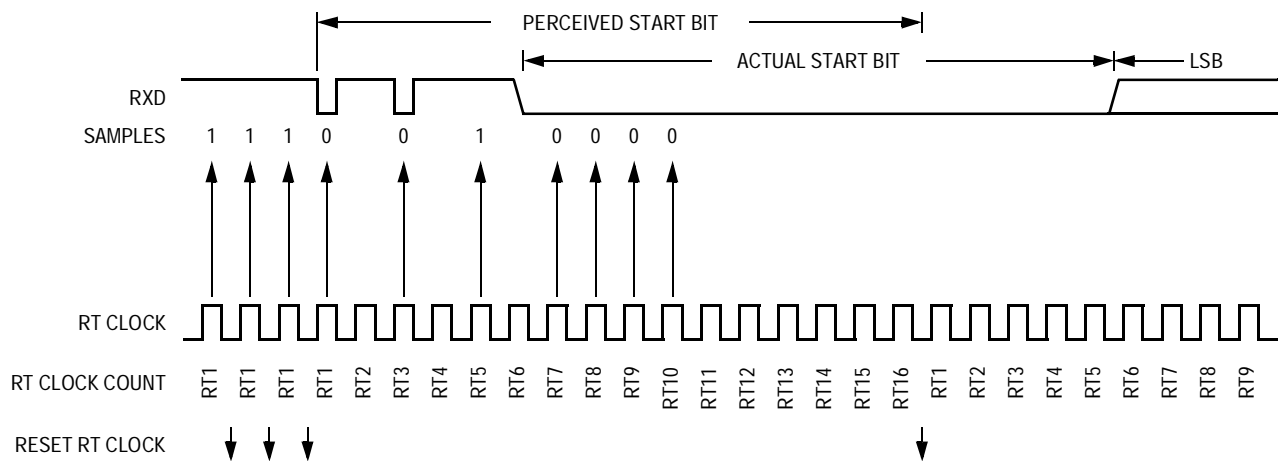 PERCEIVED START BIT
ACTUAL START BIT
LSB
RXD
SAMPLES 1 1 1 0 0 1 0 0 0 0
RT CLOCK
RT CLOCK COUNT RT1 RT1 RT1 RT1 RT2 RT3 RT4 RT5 RT6 RT7 RT8 RT9 RT10 RT11 RT12 RT13 RT14 RT15 RT16 RT1 RT2 RT3 RT4 RT5 RT6 RT7 RT8 RT9
RESET RT CLOCK